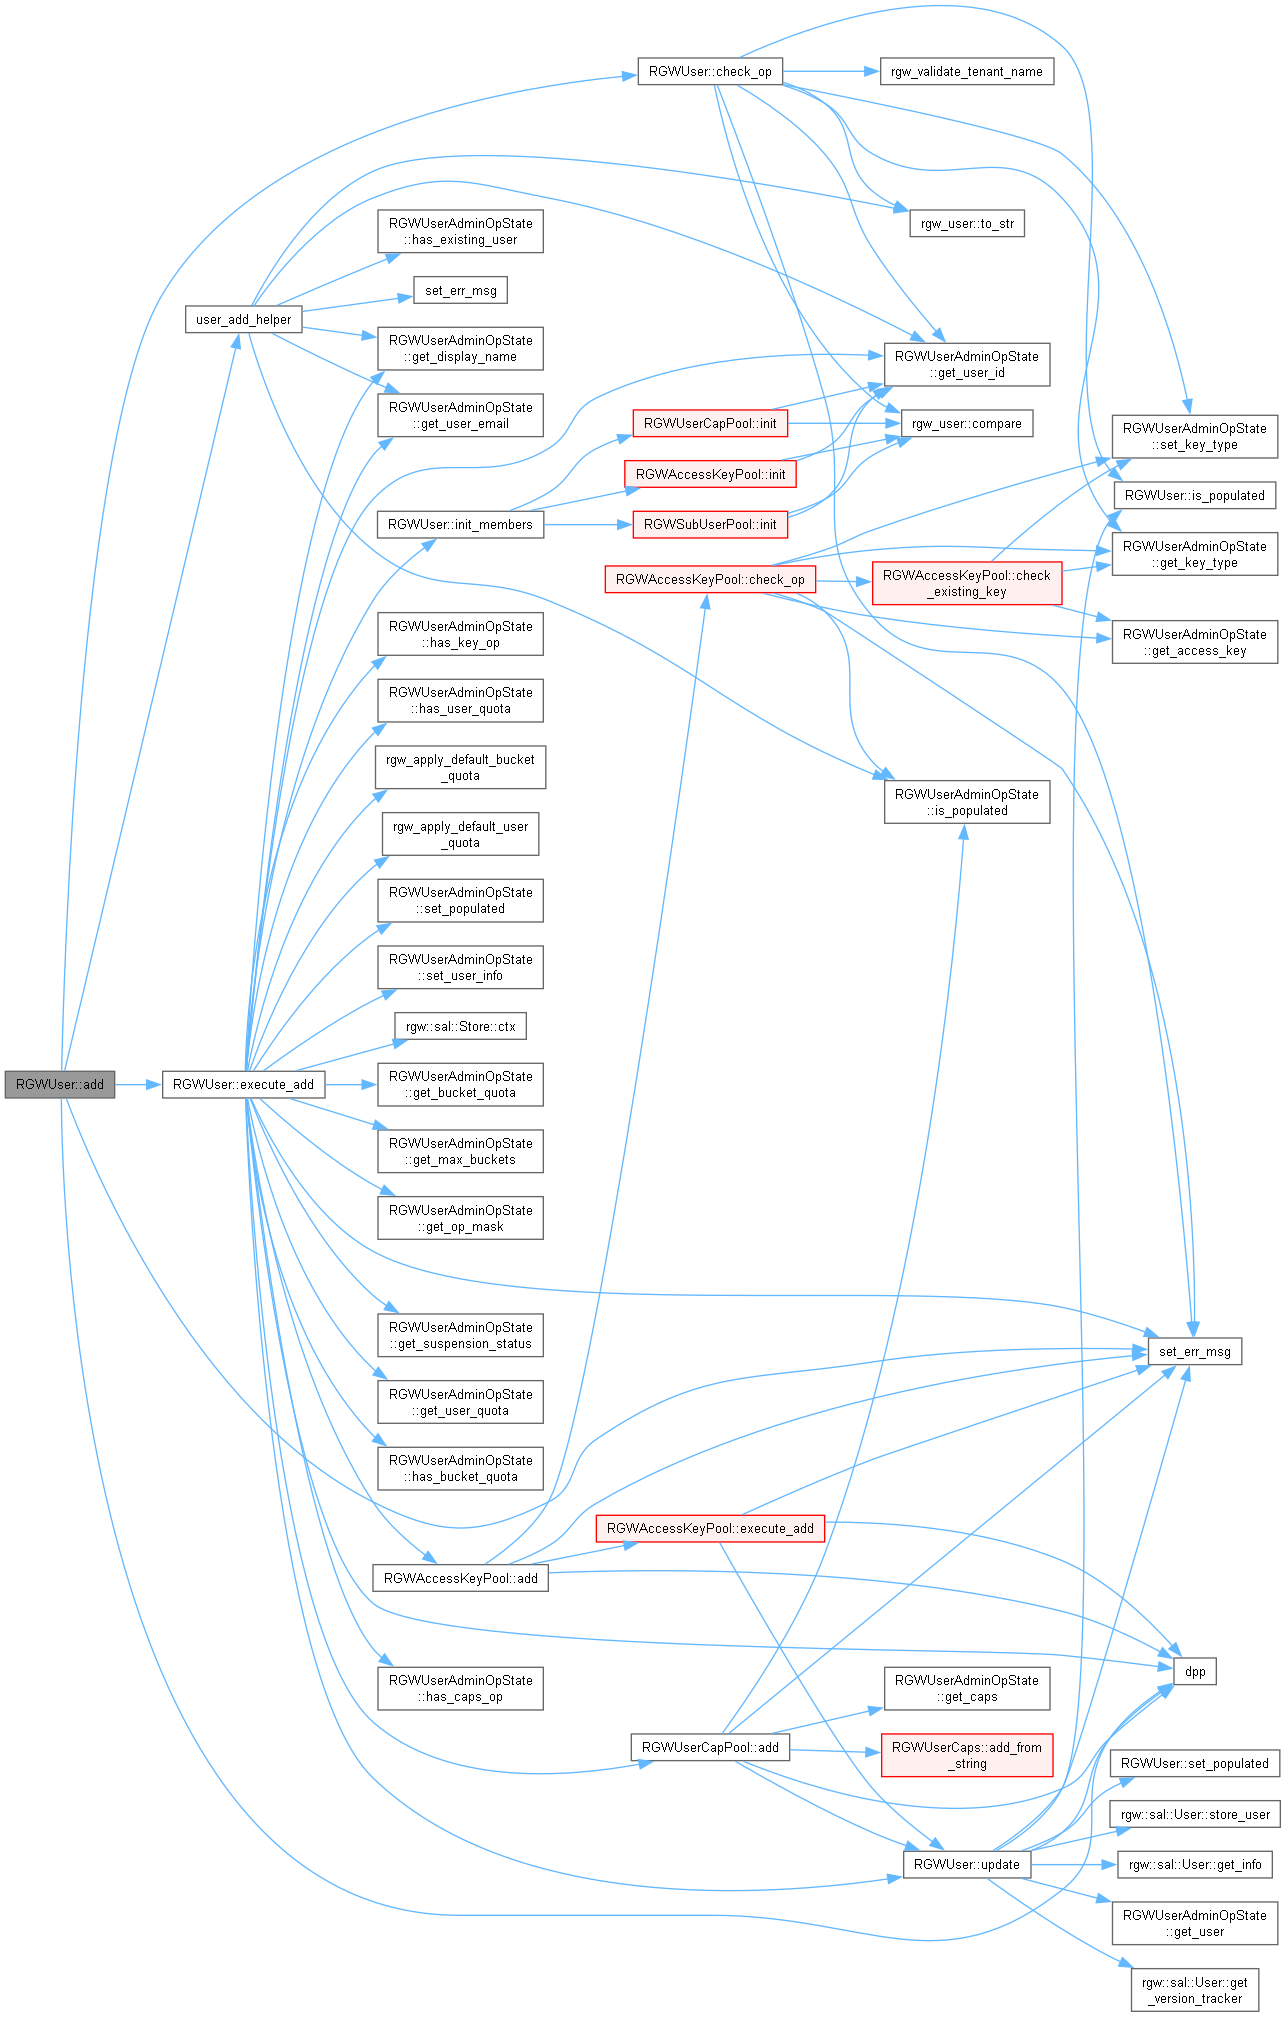 RGWUser::check_op
rgw_validate_tenant_name
RGWUserAdminOpState
::has_existing_user
rgw_user::to_str
set_err_msg
user_add_helper
RGWUserAdminOpState
::get_display_name
RGWUserAdminOpState
::get_user_id
RGWUserAdminOpState
::get_user_email
RGWUserCapPool::init
rgw_user::compare
RGWUserAdminOpState
::set_key_type
RGWAccessKeyPool::init
RGWUser::is_populated
RGWUser::init_members
RGWSubUserPool::init
RGWUserAdminOpState
::get_key_type
RGWAccessKeyPool::check_op
RGWAccessKeyPool::check
_existing_key
RGWUserAdminOpState
::has_key_op
RGWUserAdminOpState
::get_access_key
RGWUserAdminOpState
::has_user_quota
rgw_apply_default_bucket
_quota
RGWUserAdminOpState
::is_populated
rgw_apply_default_user
_quota
RGWUserAdminOpState
::set_populated
RGWUserAdminOpState
::set_user_info
rgw::sal::Store::ctx
RGWUser::add
RGWUser::execute_add
RGWUserAdminOpState
::get_bucket_quota
RGWUserAdminOpState
::get_max_buckets
RGWUserAdminOpState
::get_op_mask
RGWUserAdminOpState
::get_suspension_status
set_err_msg
RGWUserAdminOpState
::get_user_quota
RGWUserAdminOpState
::has_bucket_quota
RGWAccessKeyPool::execute_add
RGWAccessKeyPool::add
dpp
RGWUserAdminOpState
::has_caps_op
RGWUserAdminOpState
::get_caps
RGWUserCapPool::add
RGWUserCaps::add_from
_string
RGWUser::set_populated
rgw::sal::User::store_user
RGWUser::update
rgw::sal::User::get_info
RGWUserAdminOpState
::get_user
rgw::sal::User::get
_version_tracker